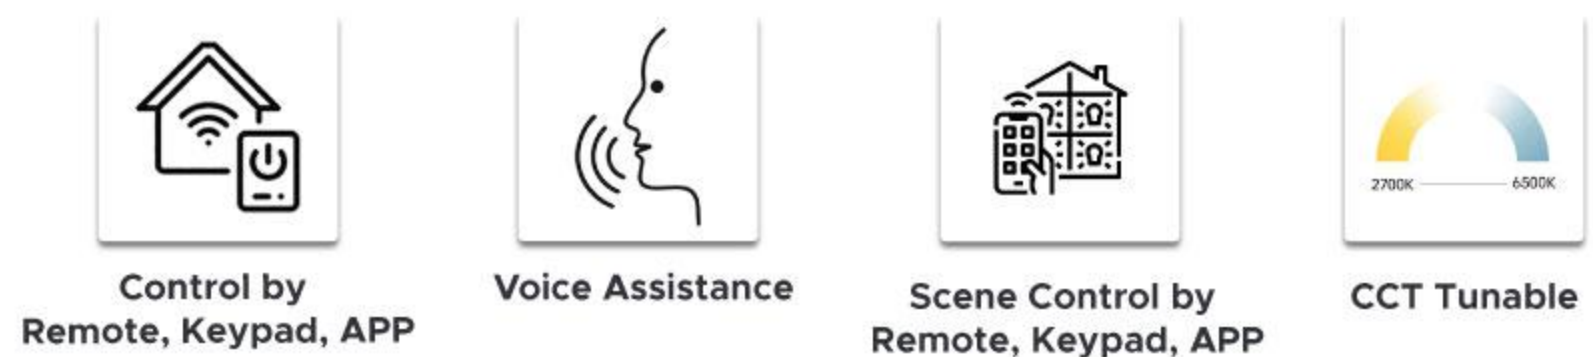 2700K
6500K
Control by
Remote, Keypad, APP
Voice Assistance
Scene Control by
Remote, Keypad, APP
CCT Tunable